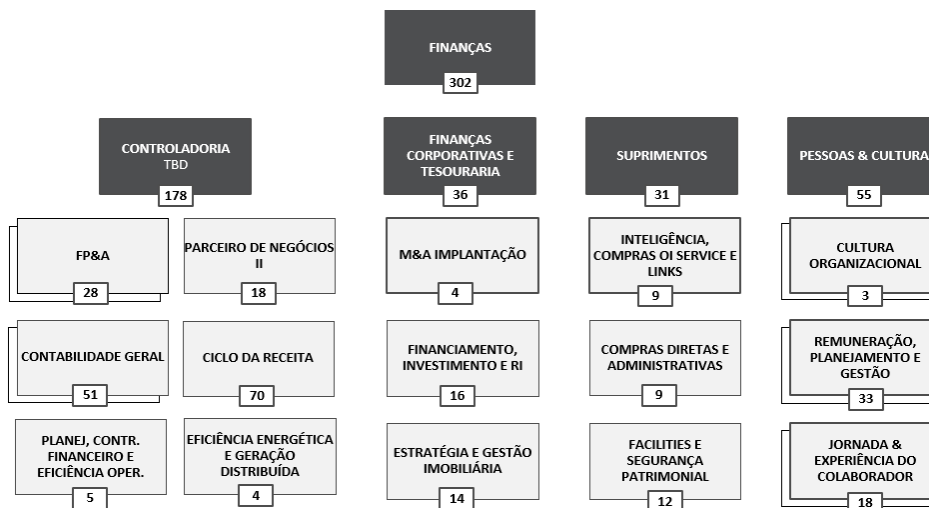 FINANÇAS
302
CONTROLADORIA
TBD
178
FINANÇAS
CORPORATIVAS E
TESOURARIA
36
SUPRIMENTOS
31
PESSOAS & CULTURA
55
FP&A
28
PARCEIRO DE NEGÓCIOS
II
18
M&A IMPLANTAÇÃO
4
INTELIGÊNCIA,
COMPRAS OI SERVICE E
LINKS
9
CULTURA
ORGANIZACIONAL
3
CONTABILIDADE GERAL
51
CICLO DA RECEITA
70
FINANCIAMENTO,
INVESTIMENTO E RI
16
COMPRAS DIRETAS E
ADMINISTRATIVAS
9
REMUNERAÇÃO,
PLANEJAMENTO E
GESTÃO
33
PLANEJ, CONTR.
FINANCEIRO E
EFICIÊNCIA OPER.
5
EFICIÊNCIA ENERGÉTICA
E GERAÇÃO
DISTRIBUÍDA
4
ESTRATÉGIA E GESTÃO
IMOBILIÁRIA
14
FACILITIES E
SEGURANÇA
PATRIMONIAL
12
JORNADA &
EXPERIÊNCIA DO
COLABORADOR
18